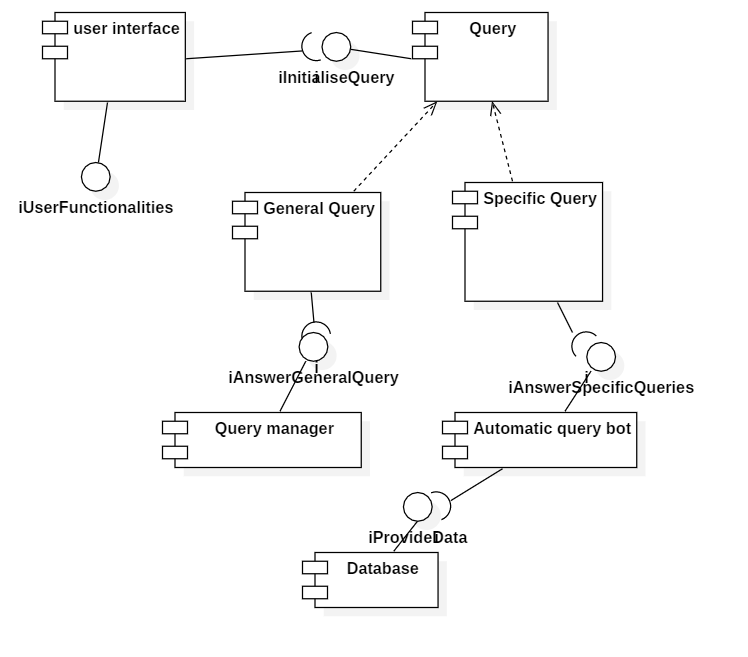 user interface
Query
iInitialiseQuery
iUserFunctionalities
General Query
Specific Query
iAnswerGeneralQuery
iAnswerSpecificQueries
Query manager
Automatic query bot
iProvideData
Database